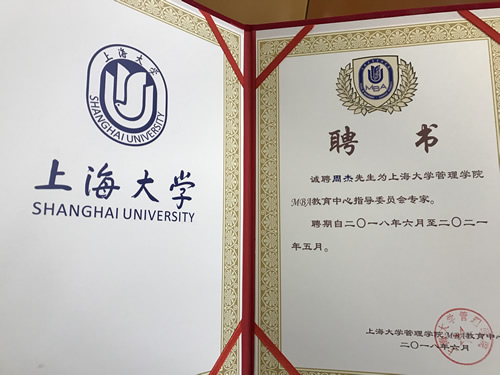 上海大学
SHANGHAI UNIVERSITY
上海大学
SHANGHAI UNIVERSITY
MBA
聘书
诚聘周杰先生为上海大学管理学院
MBA教育中心指导委员会专家。
聘期自二〇一八年六月至二〇二一
年五月。
上海大学管理学院MBA教育中
二〇一八年六月